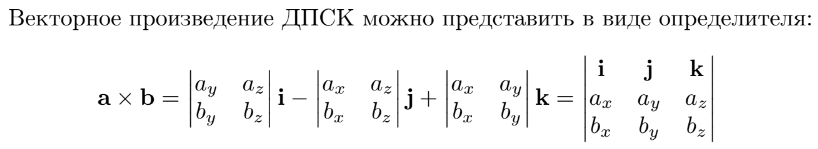 Векторное произведение ДПСК можно представить в виде определителя:
a × b = |a_y a_z; b_y b_z| i − |a_x a_z; b_x b_z| j + |a_x a_y; b_x b_y| k = |i j k; a_x a_y a_z; b_x b_y b_z|